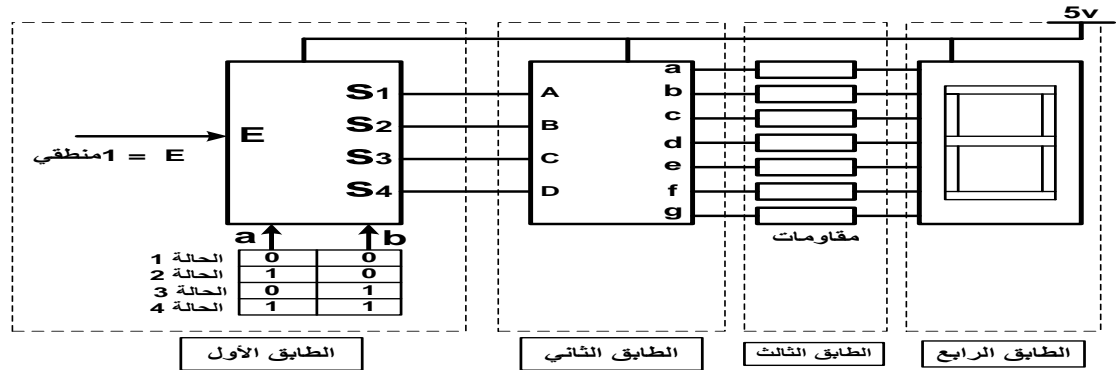 5v
a
S1 A b
S2 B c
E d
S3 C e
1منطقي = E
S4 D f
g
a b
مقاومات
الحالة 1 0 0
الحالة 2 1 0
الحالة 3 0 1
الحالة 4 1 1
الطابق الأول
الطابق الثاني
الطابق الثالث
الطابق الرابع